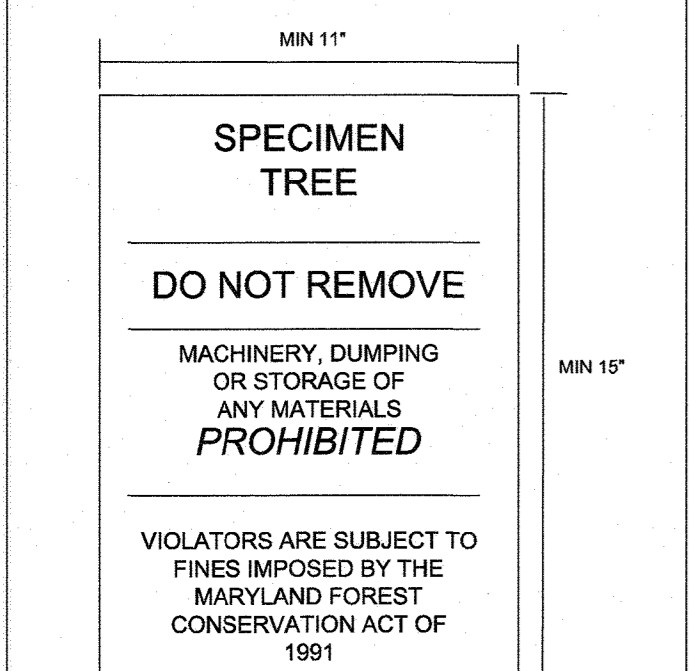 MIN 11"
SPECIMEN
TREE
DO NOT REMOVE
MACHINERY, DUMPING
OR STORAGE OF
ANY MATERIALS
PROHIBITED
MIN 15"
VIOLATORS ARE SUBJECT TO
FINES IMPOSED BY THE
MARYLAND FOREST
CONSERVATION ACT OF
1991